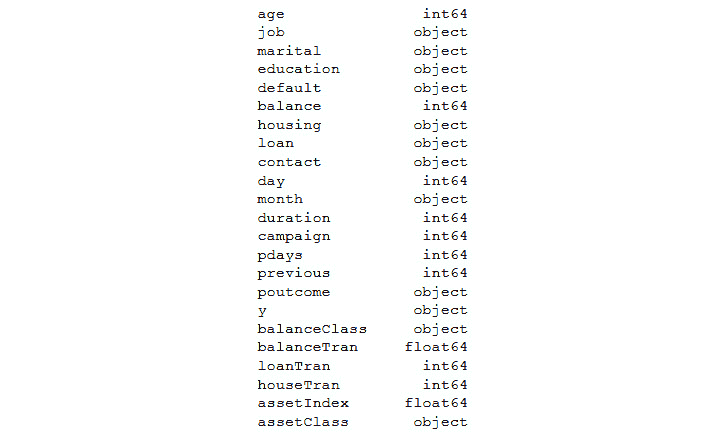 age int64
job object
marital object
education object
default object
balance int64
housing object
loan object
contact object
day int64
month object
duration int64
campaign int64
pdays int64
previous int64
poutcome object
y object
balanceClass object
balanceTran float64
loanTran int64
houseTran int64
assetIndex float64
assetClass object